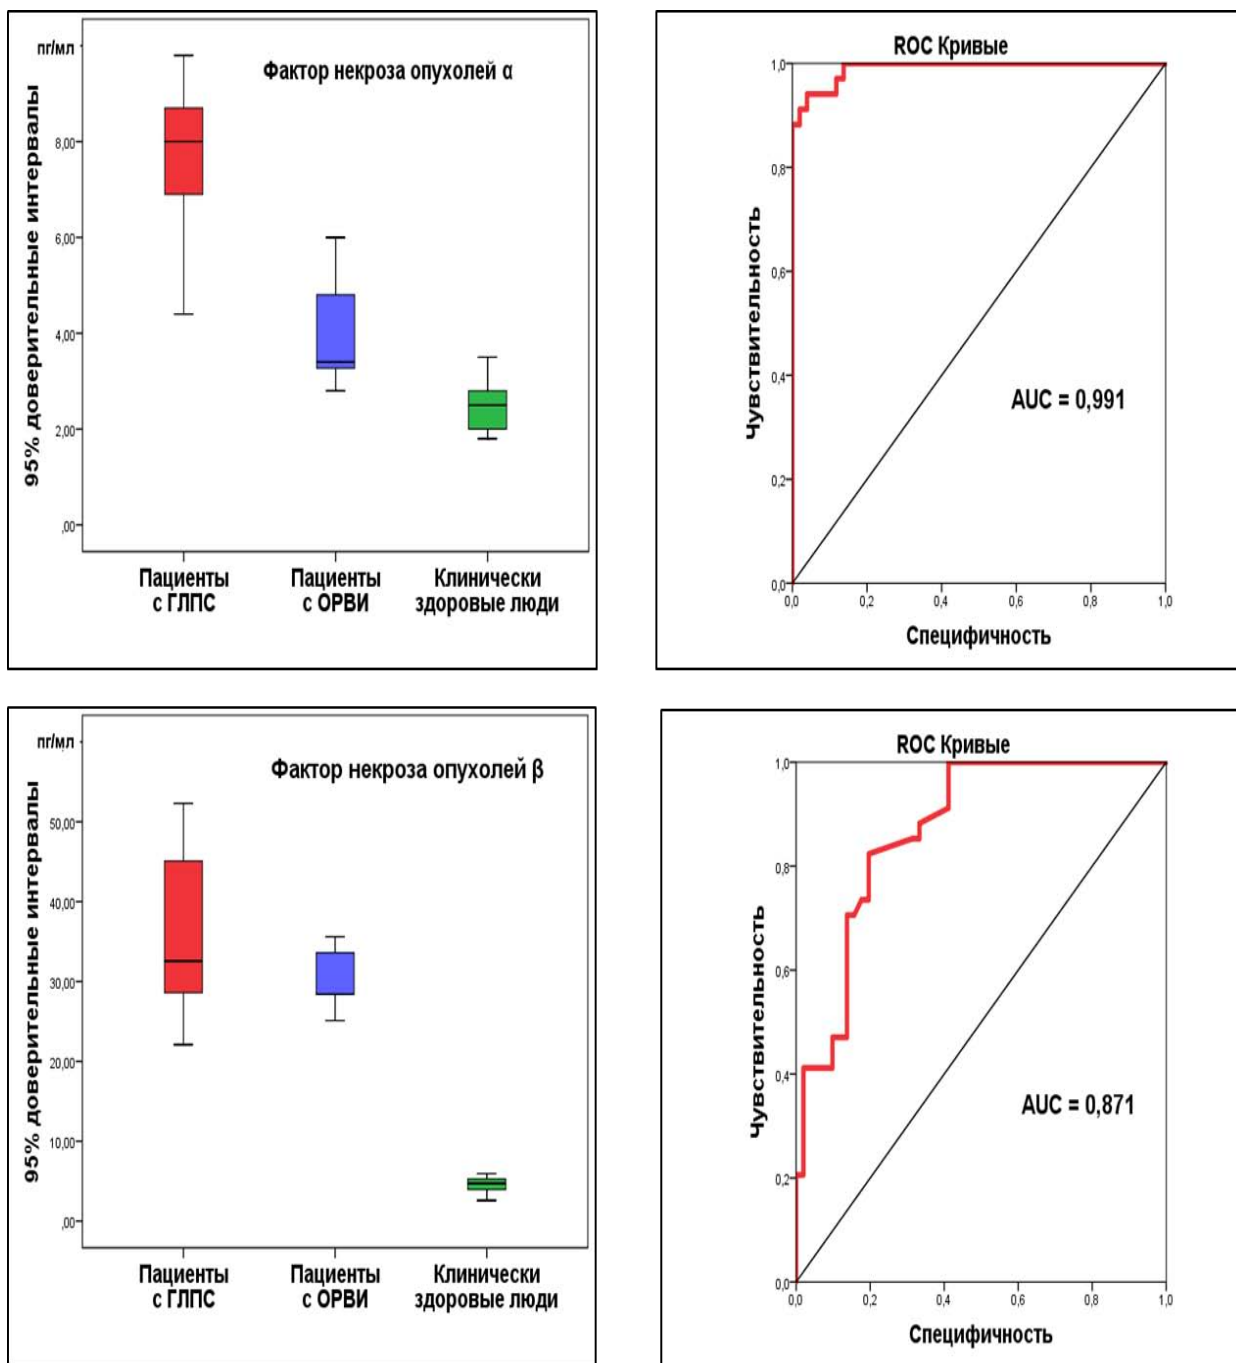 пг/мл
Фактор некроза опухолей α
95% доверительные интервалы
8,00
6,00
4,00
2,00
,00
Пациенты
с ГЛПС
Пациенты
с ОРВИ
Клинически
здоровые люди
ROC Кривые
Чувствительность
1,0
0,8
0,6
0,4
0,2
0,0
AUC = 0,991
0,0 0,2 0,4 0,6 0,8 1,0
Специфичность
пг/мл
Фактор некроза опухолей β
95% доверительные интервалы
50,00
40,00
30,00
20,00
10,00
,00
Пациенты
с ГЛПС
Пациенты
с ОРВИ
Клинически
здоровые люди
ROC Кривые
Чувствительность
1,0
0,8
0,6
0,4
0,2
0,0
AUC = 0,871
0,0 0,2 0,4 0,6 0,8 1,0
Специфичность